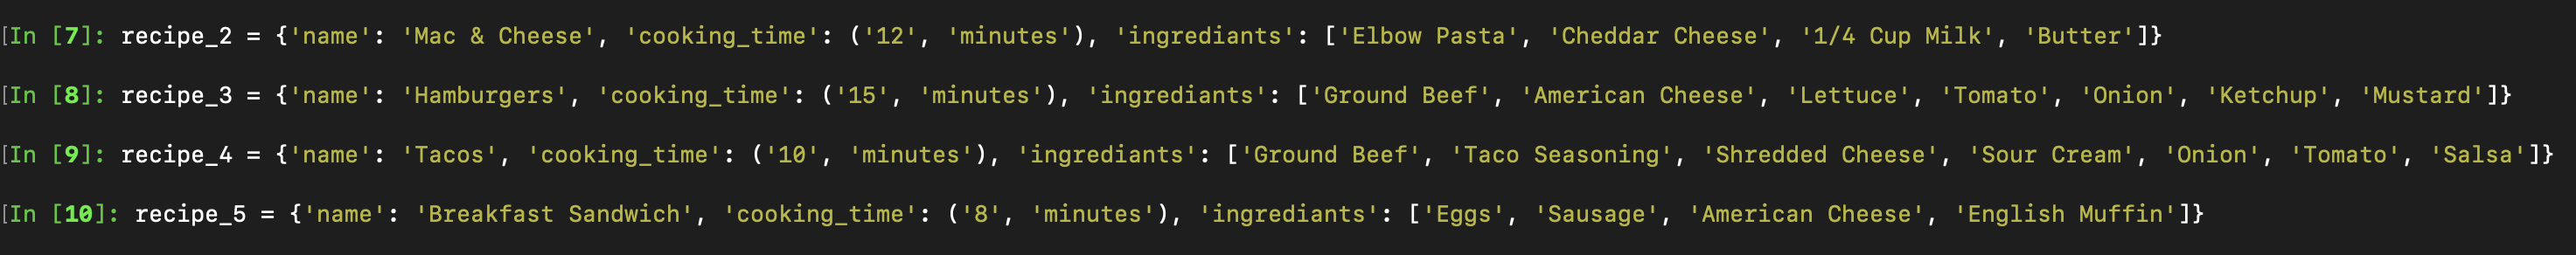 [In [7]: recipe_2 = {'name': 'Mac & Cheese', 'cooking_time': ('12', 'minutes'), 'ingrediants': ['Elbow Pasta', 'Cheddar Cheese', '1/4 Cup Milk', 'Butter']}
[In [8]: recipe_3 = {'name': 'Hamburgers', 'cooking_time': ('15', 'minutes'), 'ingrediants': ['Ground Beef', 'American Cheese', 'Lettuce', 'Tomato', 'Onion', 'Ketchup', 'Mustard']}
[In [9]: recipe_4 = {'name': 'Tacos', 'cooking_time': ('10', 'minutes'), 'ingrediants': ['Ground Beef', 'Taco Seasoning', 'Shredded Cheese', 'Sour Cream', 'Onion', 'Tomato', 'Salsa']}
[In [10]: recipe_5 = {'name': 'Breakfast Sandwich', 'cooking_time': ('8', 'minutes'), 'ingrediants': ['Eggs', 'Sausage', 'American Cheese', 'English Muffin']}